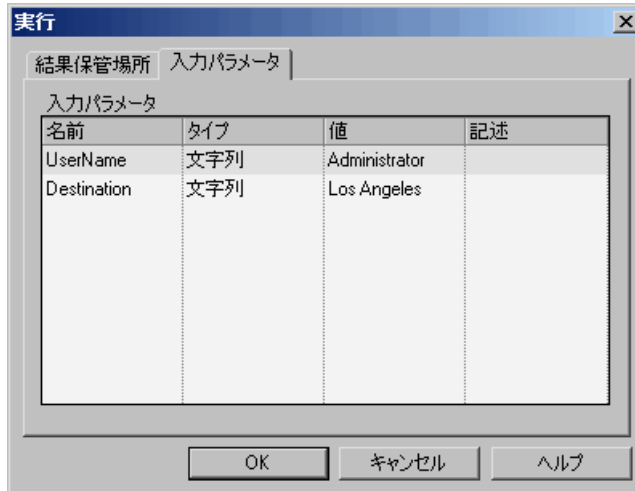 実行
結果保管場所 入力パラメータ
入力パラメータ
名前 タイプ 値 記述
UserName 文字列 Administrator
Destination 文字列 Los Angeles
OK キャンセル ヘルプ